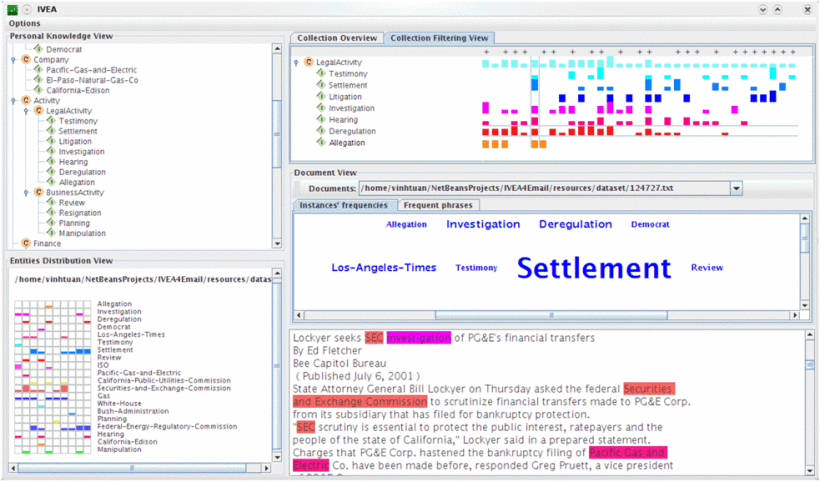 IVEA
Options
Personal Knowledge View
Democrat
Company
Pacific-Gas-and-Electric
El-Paso-Natural-Gas-Co
California-Edison
Activity
LegalActivity
Testimony
Settlement
Litigation
Investigation
Hearing
Deregulation
Allegation
BusinessActivity
Review
Resignation
Planning
Manipulation
Finance
Entities Distribution View
/home/vinhtuan/NetBeansProjects/IVEA4Email/resources/datas
Allegation
Investigation
Deregulation
Democrat
Los-Angeles-Times
Testimony
Settlement
Review
ISO
Pacific-Gas-and-Electric
California-Public-Utilities-Commission
Securities-and-Exchange-Commission
Gas
White-House
Bush-Administration
Planning
Federal-Energy-Regulatory-Commission
Hearing
California-Edison
Manipulation
Collection Overview Collection Filtering View
LegalActivity
Testimony
Settlement
Litigation
Investigation
Hearing
Deregulation
Allegation
Document View
Documents: /home/vinhtuan/NetBeansProjects/IVEA4Email/resources/dataset/124727.txt
Instances' frequencies Frequent phrases
Allegation Investigation Deregulation Democrat
Los-Angeles-Times Testimony Settlement Review
Lockyer seeks SEC investigation of PG&E's financial transfers
By Ed Fletcher
Bee Capitol Bureau
( Published July 6, 2001 )
State Attorney General Bill Lockyer on Thursday asked the federal Securities
and Exchange Commission to scrutinize financial transfers made to PG&E Corp.
from its subsidiary that has filed for bankruptcy protection.
"SEC scrutiny is essential to protect the public interest, ratepayers and the
people of the state of California," Lockyer said in a prepared statement.
Charges that PG&E Corp. hastened the bankruptcy filing of Pacific Gas and
Electric Co. have been made before, responded Greg Pruett, a vice president